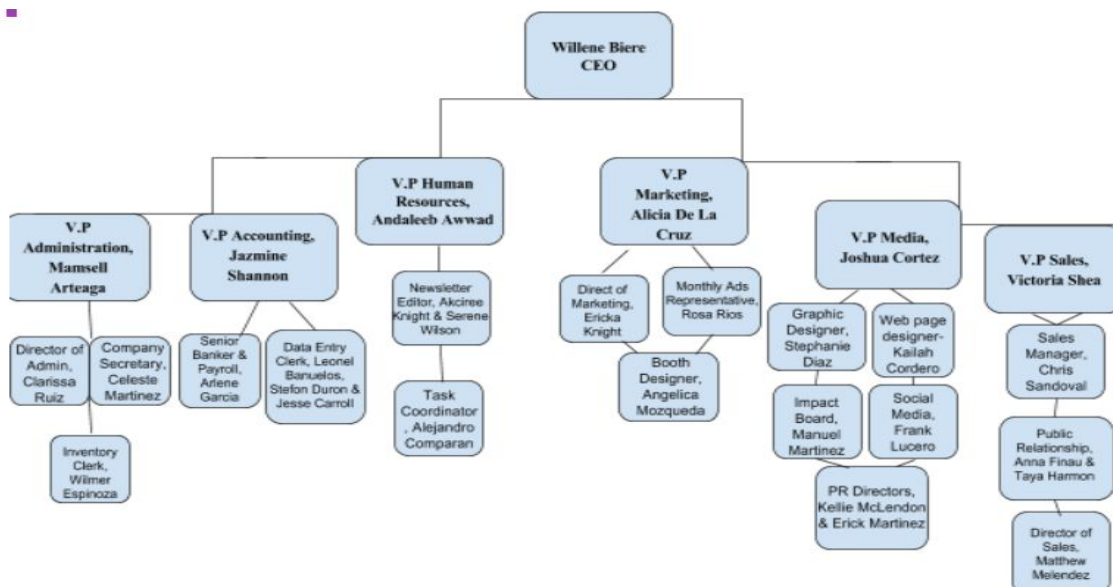 Willene Biere
CEO
V.P Human
Resources,
Andaleeb Awwad
V.P
Marketing,
Alicia De La
Cruz
V.P
Administration,
Mamsell
Arteaga
V.P Accounting,
Jazmine
Shannon
V.P Media,
Joshua Cortez
V.P Sales,
Victoria Shea
Newsletter
Editor, Akciree
Knight & Serene
Wilson
Direct of
Marketing,
Ericka
Knight
Monthly Ads
Representative,
Rosa Rios
Graphic
Designer,
Stephanie
Diaz
Web page
designer-
Kailah
Cordero
Sales
Manager,
Chris
Sandoval
Director of
Admin,
Clarissa
Ruiz
Company
Secretary,
Celeste
Martinez
Senior
Banker &
Payroll,
Arlene
Garcia
Data Entry
Clerk, Leonel
Banuelos,
Stefon Duron &
Jesse Carroll
Task
Coordinator
, Alejandro
Comparan
Booth
Designer,
Angelica
Mozqueda
Impact
Board,
Manuel
Martinez
Social
Media,
Frank
Lucero
Public
Relationship,
Anna Finau &
Taya Harmon
Inventory
Clerk,
Wilmer
Espinoza
PR Directors,
Kellie McLendon
& Erick Martinez
Director of
Sales,
Matthew
Melendez